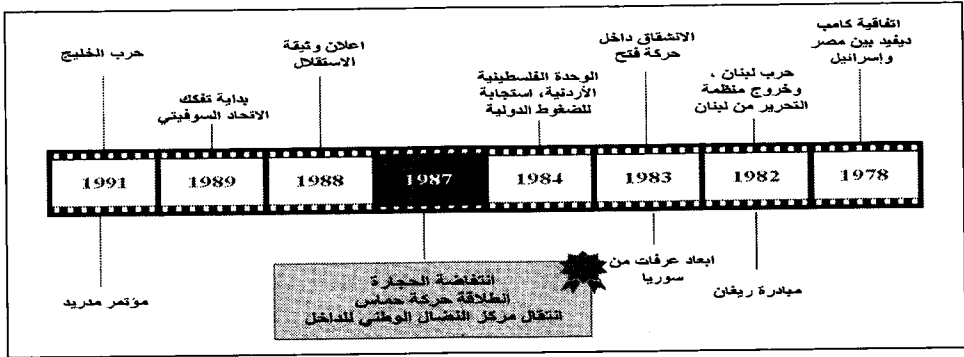 اتفاقية كامب
ديفيد بين مصر
وإسرائيل
حرب لبنان ،
وخروج منظمة
التحرير من لبنان
الانشقاق داخل
حركة فتح
الوحدة الفلسطينية
الأردنية، استجابة
للضغوط الدولية
اعلان وثيقة
الاستقلال
بداية تفكك
الاتحاد السوفيتي
حرب الخليج
1991 1989 1988 1987 1984 1983 1982 1978
مبادرة ريغان
ابعاد عرفات من
سوريا
انتفاضة الحجارة
انطلاقة حركة حماس
انتقال مركز النضال الوطني للداخل
مؤتمر مدريد